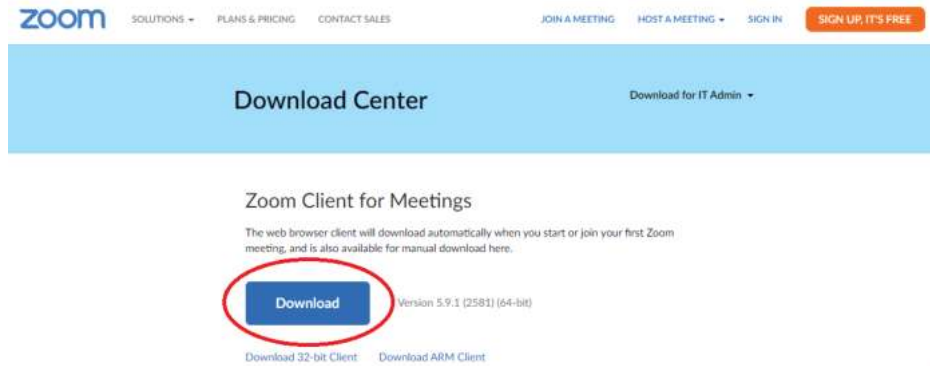 zoom SOLUTIONS PLANS & PRICING CONTACT SALES JOIN A MEETING HOST A MEETING SIGN IN SIGN UP, IT'S FREE
Download Center Download for IT Admin
Zoom Client for Meetings
The web browser client will download automatically when you start or join your first Zoom
meeting, and is also available for manual download here.
Download Version 5.9.1 (2581) (64-bit)
Download 32-bit Client Download ARM Client